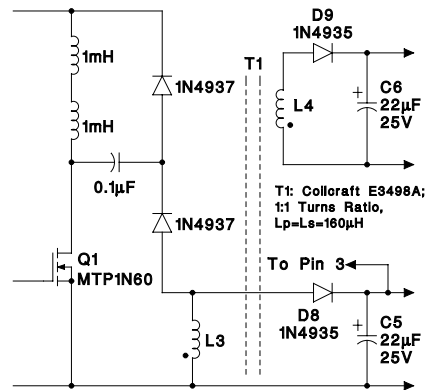 D9
1N4935
1mH
T1
1N4937
L4
+
C6
22µF
25V
1mH
0.1µF
T1: Collcraft E3498A;
1:1 Turns Ratio,
Lp=Ls=160µH
1N4937
Q1
MTP1N60
To Pin 3
D8
1N4935
L3
+
C5
22µF
25V